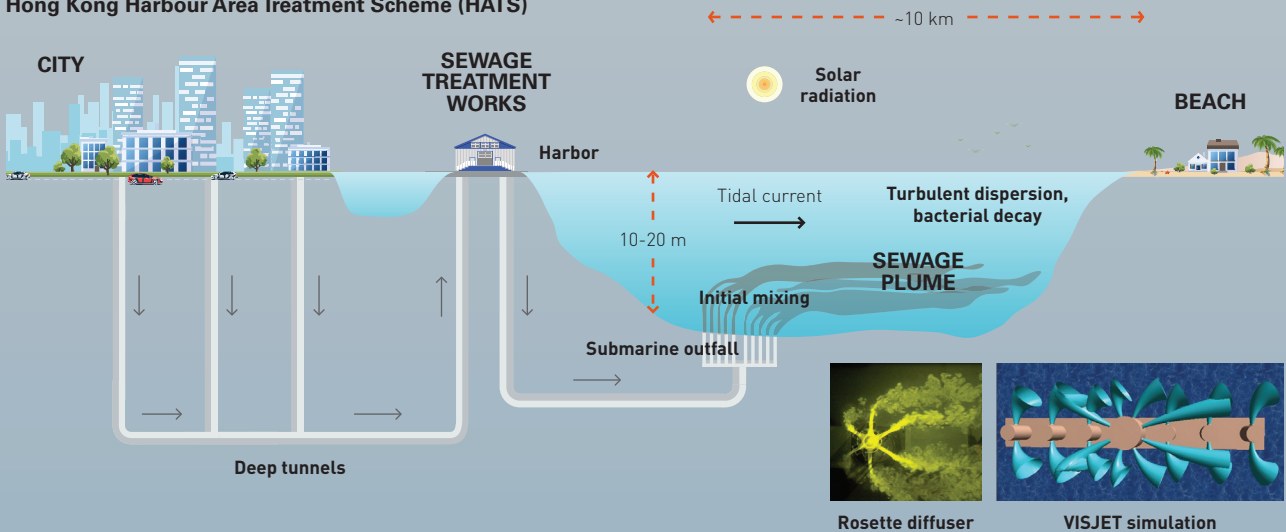 Hong Kong Harbour Area Treatment Scheme (HATS)
~10 km
CITY
SEWAGE
TREATMENT
WORKS
Solar
radiation
BEACH
Harbor
Tidal current
Turbulent dispersion,
bacterial decay
10-20 m
SEWAGE
PLUME
Initial mixing
Submarine outfall
Deep tunnels
Rosette diffuser
VISJET simulation